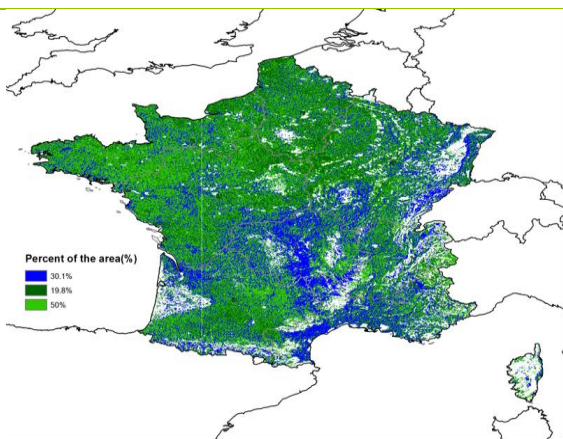 Percent of the area(%)
30.1%
19.8%
50%